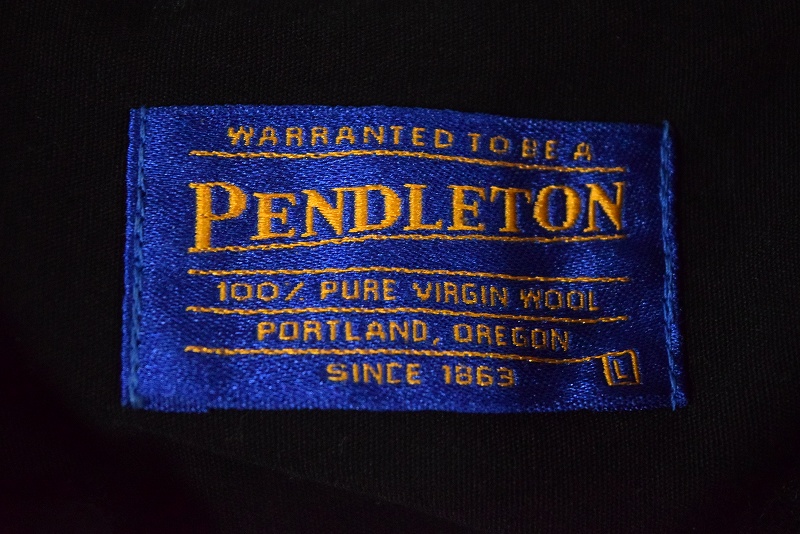 WARRANTED TO BE A
PENDLETON
100% PURE VIRGIN WOOL
PORTLAND, OREGON
SINCE 1863
L